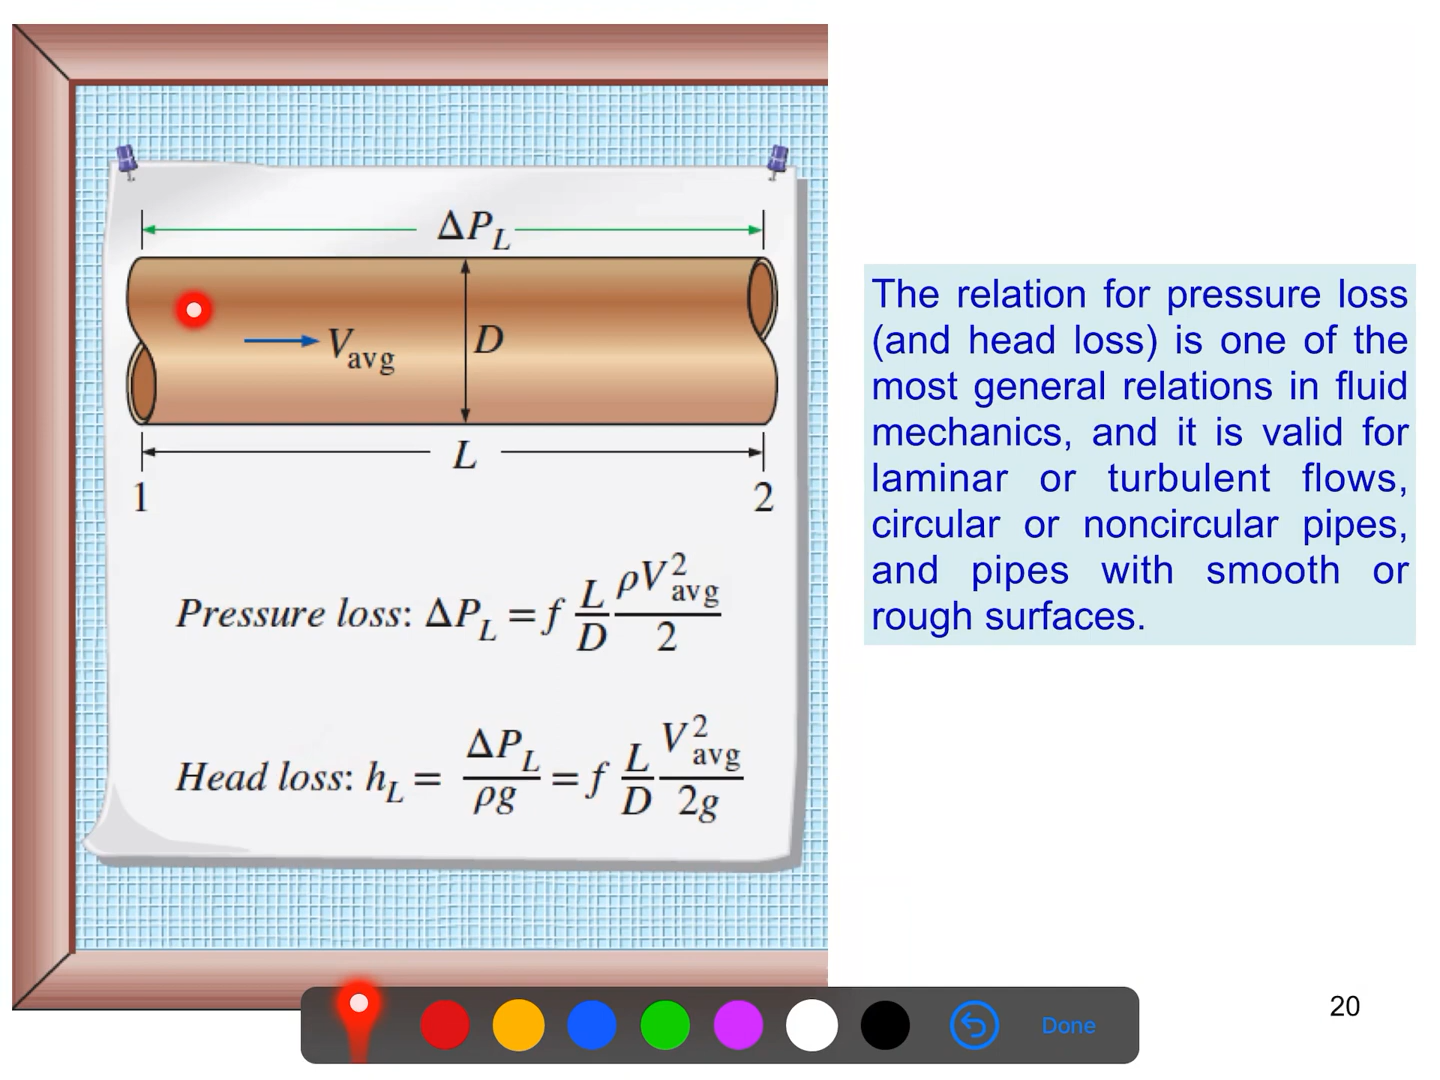 ΔP_L
V_avg
D
L
1 2
Pressure loss: ΔP_L = f L/D ρV²_avg/2
Head loss: h_L = ΔP_L/ρg = f L/D V²_avg/2g
The relation for pressure loss
(and head loss) is one of the
most general relations in fluid
mechanics, and it is valid for
laminar or turbulent flows,
circular or noncircular pipes,
and pipes with smooth or
rough surfaces.
20
Done